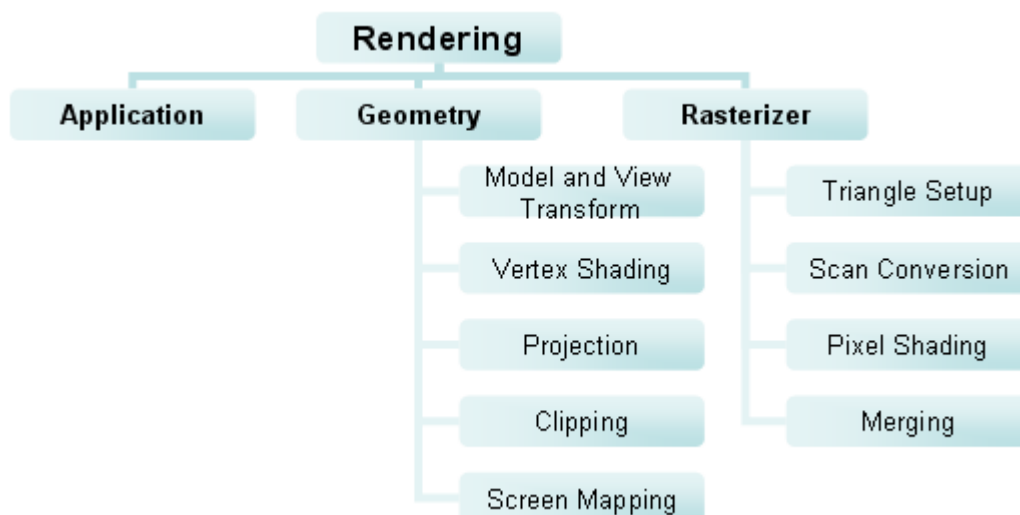 Rendering
Application
Geometry
Rasterizer
Model and View
Transform
Vertex Shading
Projection
Clipping
Screen Mapping
Triangle Setup
Scan Conversion
Pixel Shading
Merging